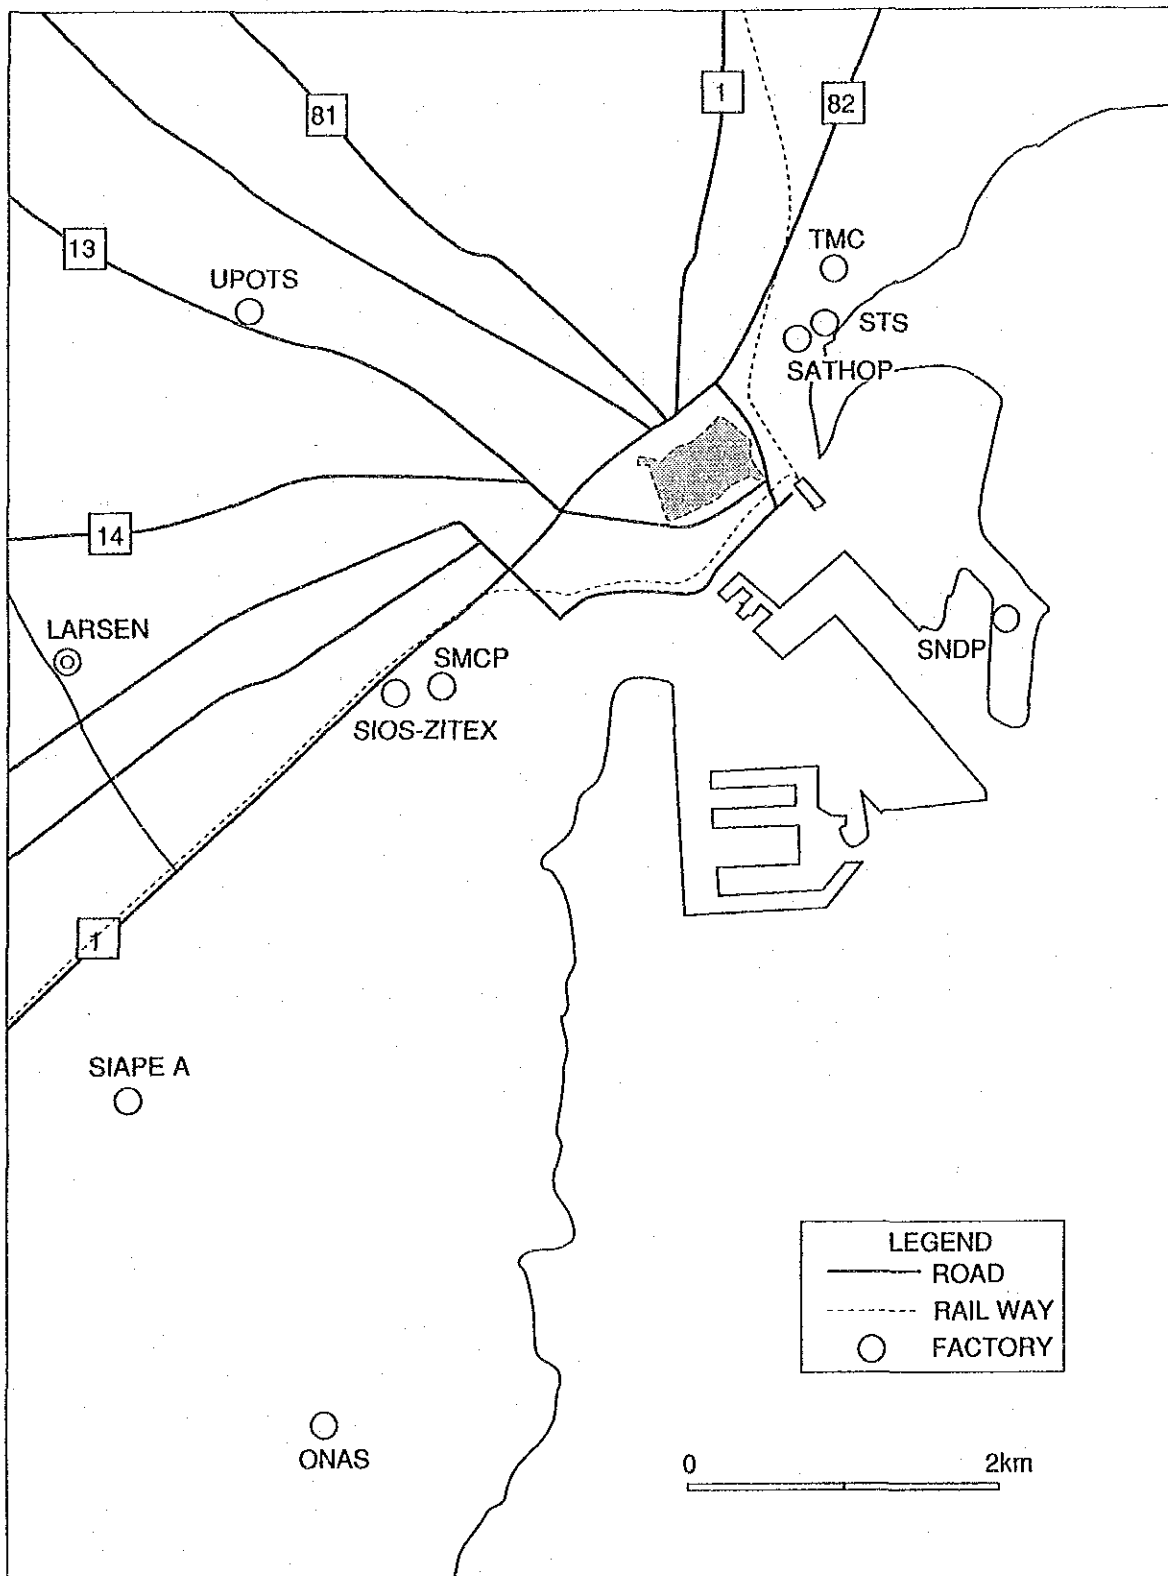 81
1
82
13
TMC
UPOTS
STS
SATHOP
14
LARSEN
SMCP
SNDP
SIOS-ZITEX
1
SIAPE A
LEGEND
ROAD
RAIL WAY
FACTORY
ONAS
0 2km